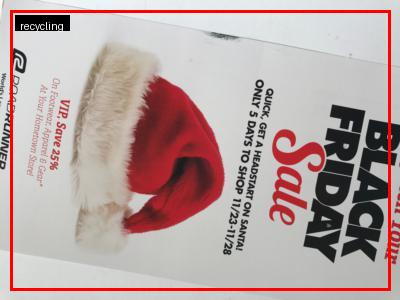 recycling
ROADRUNNER
VIP, Save 25%
On Footwear, Apparel & Gear*
At Your Hometown Store!
QUICK, GET A HEADSTART ON SANTA!
ONLY 5 DAYS TO SHOP 11/23-11/28
BLACK
FRIDAY
Sale